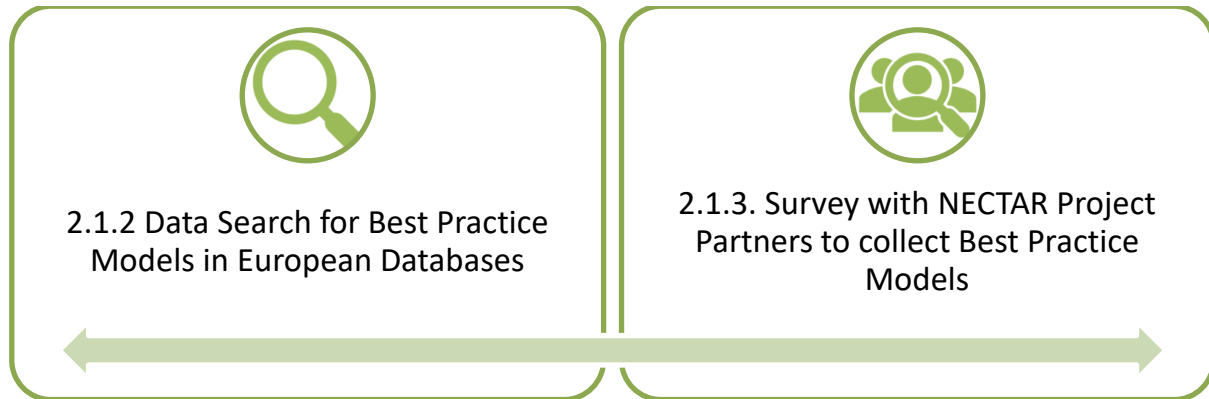 2.1.2 Data Search for Best Practice
Models in European Databases
2.1.3. Survey with NECTAR Project
Partners to collect Best Practice
Models